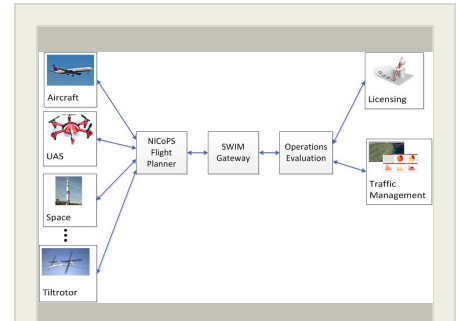 Aircraft
UAS
Space
Tiltrotor
NICoPS
Flight
Planner
SWIM
Gateway
Operations
Evaluation
Licensing
Traffic
Management